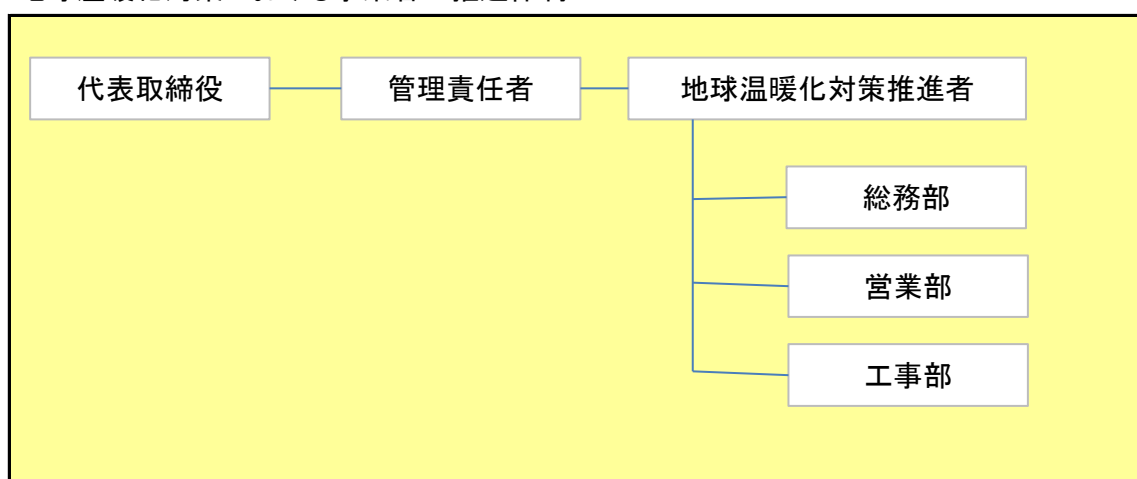 代表取締役
管理責任者
地球温暖化対策推進者
総務部
営業部
工事部